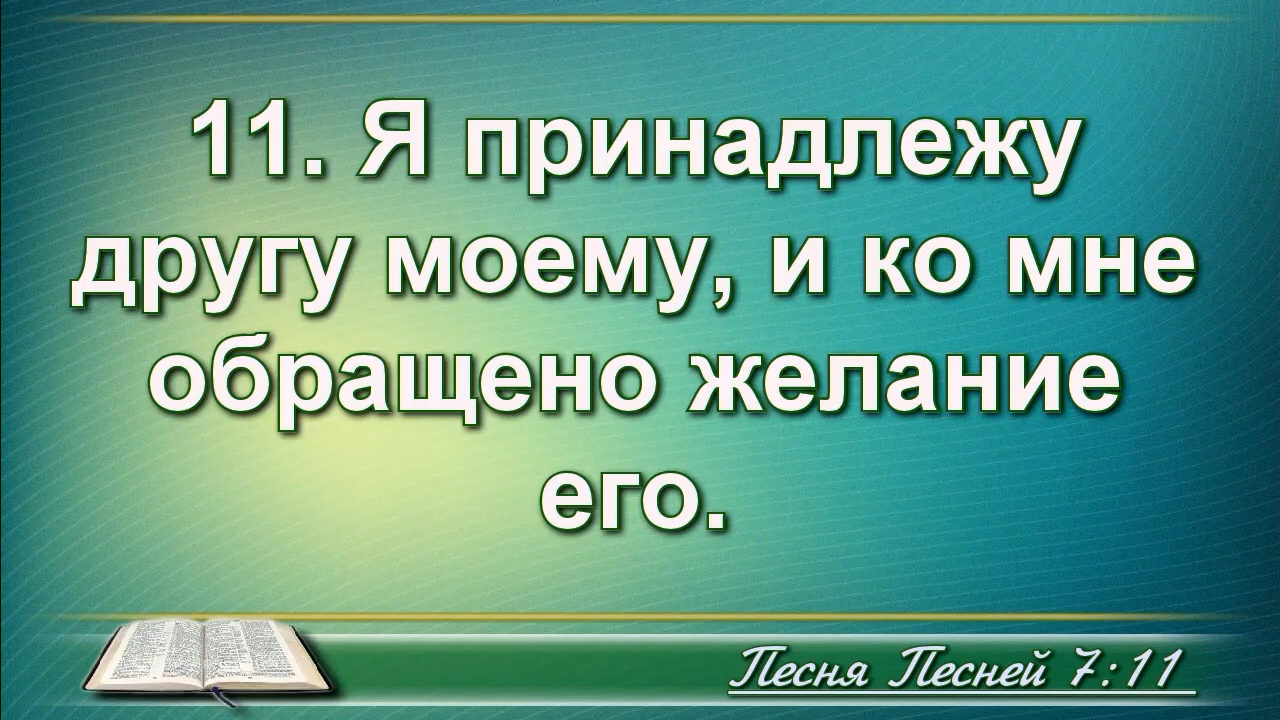 11. Я принадлежу
другу моему, и ко мне
обращено желание
его.
Песня Песней 7:11